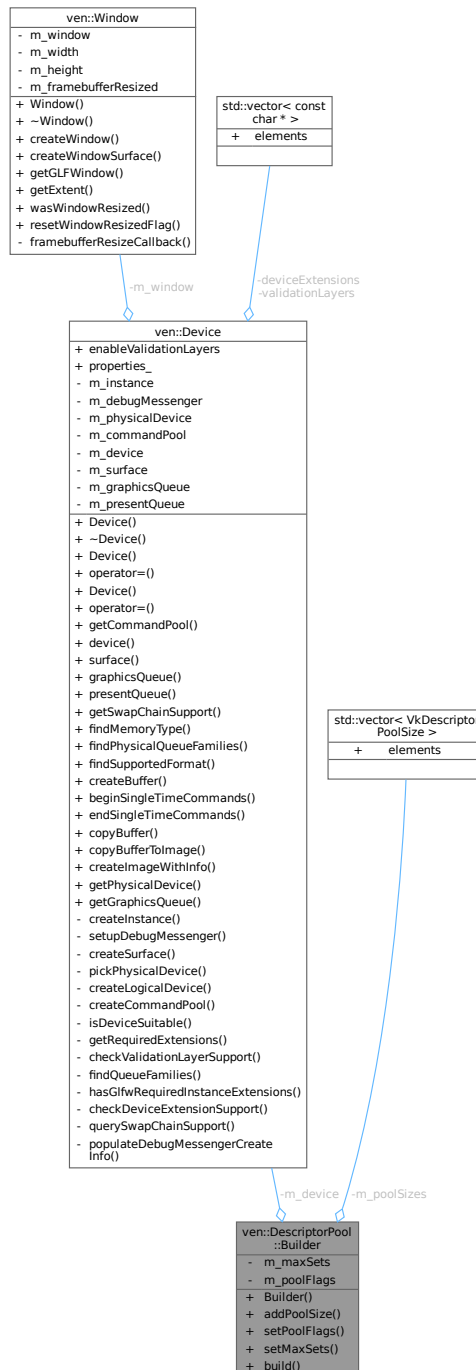 ven::Window
- m_window
- m_width
- m_height
- m_framebufferResized
+ Window()
+ ~Window()
+ createWindow()
+ createWindowSurface()
+ getGLFWindow()
+ getExtent()
+ wasWindowResized()
+ resetWindowResizedFlag()
- framebufferResizeCallback()
std::vector< const
char * >
+ elements
-m_window
-deviceExtensions
-validationLayers
ven::Device
+ enableValidationLayers
+ properties_
- m_instance
- m_debugMessenger
- m_physicalDevice
- m_commandPool
- m_device
- m_surface
- m_graphicsQueue
- m_presentQueue
+ Device()
+ ~Device()
+ Device()
+ operator=()
+ Device()
+ operator=()
+ getCommandPool()
+ device()
+ surface()
+ graphicsQueue()
+ presentQueue()
+ getSwapChainSupport()
+ findMemoryType()
+ findPhysicalQueueFamilies()
+ findSupportedFormat()
+ createBuffer()
+ beginSingleTimeCommands()
+ endSingleTimeCommands()
+ copyBuffer()
+ copyBufferToImage()
+ createImageWithInfo()
+ getPhysicalDevice()
+ getGraphicsQueue()
- createInstance()
- setupDebugMessenger()
- createSurface()
- pickPhysicalDevice()
- createLogicalDevice()
- createCommandPool()
- isDeviceSuitable()
- getRequiredExtensions()
- checkValidationLayerSupport()
- findQueueFamilies()
- hasGlfwRequiredInstanceExtensions()
- checkDeviceExtensionSupport()
- querySwapChainSupport()
- populateDebugMessengerCreate
Info()
std::vector< VkDescriptor
PoolSize >
+ elements
-m_device
-m_poolSizes
ven::DescriptorPool
::Builder
- m_maxSets
- m_poolFlags
+ Builder()
+ addPoolSize()
+ setPoolFlags()
+ setMaxSets()
+ build()